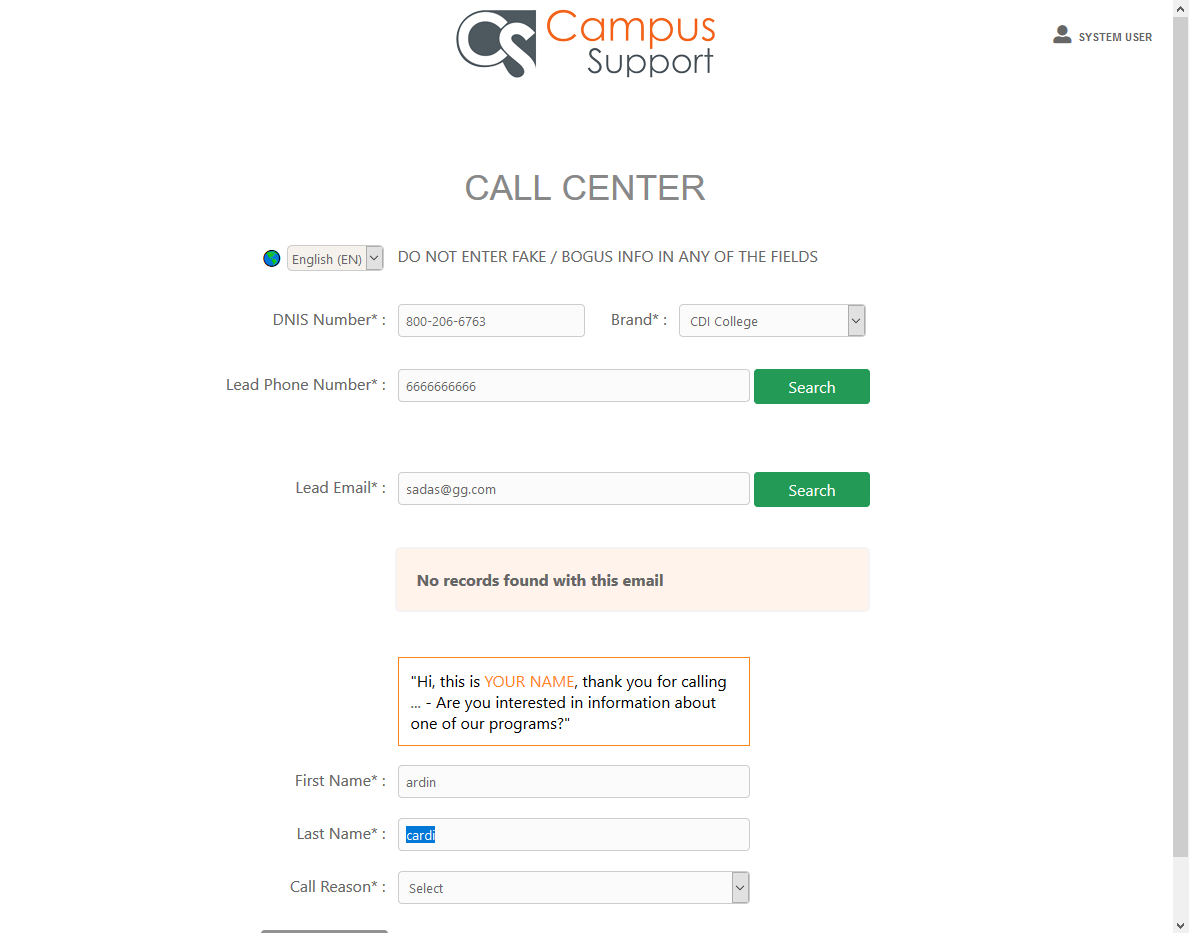 CS Campus
Support
SYSTEM USER
CALL CENTER
English (EN) DO NOT ENTER FAKE / BOGUS INFO IN ANY OF THE FIELDS
DNIS Number* : 800-206-6763 Brand* : CDI College
Lead Phone Number* : 6666666666 Search
Lead Email* : sadas@gg.com Search
No records found with this email
"Hi, this is YOUR NAME, thank you for calling
... - Are you interested in information about
one of our programs?"
First Name* : ardin
Last Name* : cardi
Call Reason* : Select